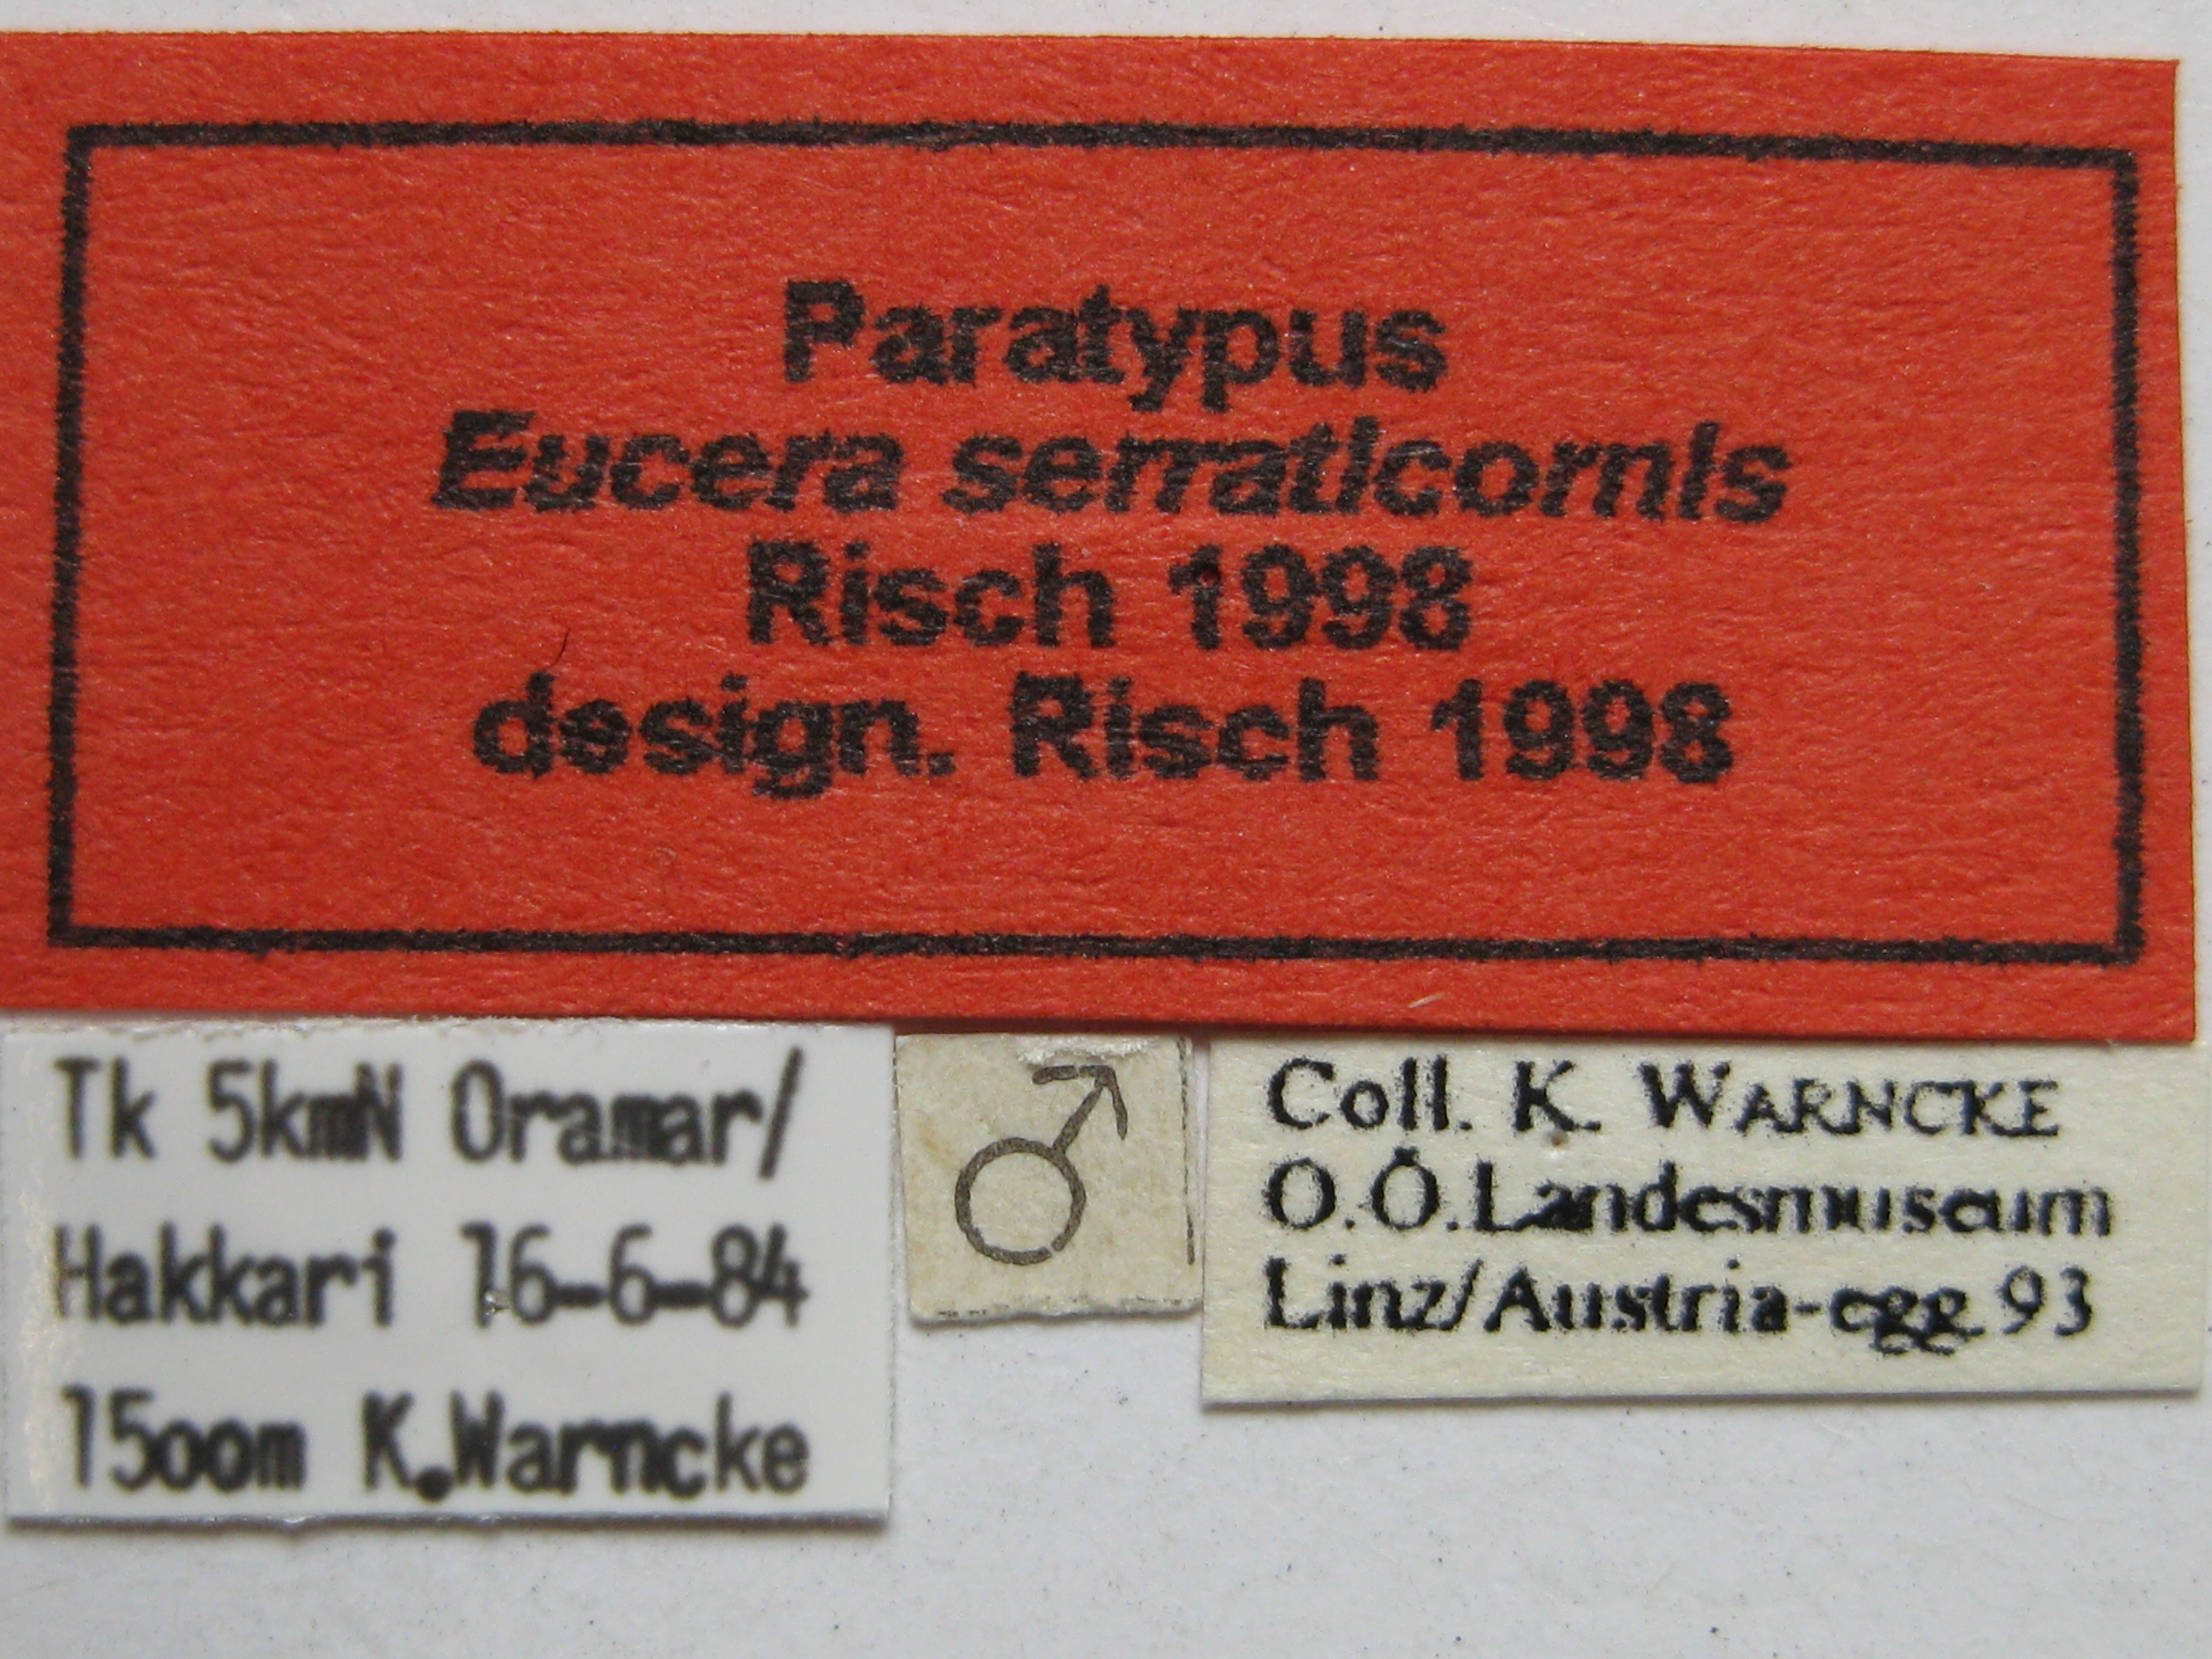 Paratypus
Eucera serraticornis
Risch 1998
design. Risch 1998
Tk 5kmN Oramar/
Hakkari 16-6-84
15oom K.Warncke
♂
Coll. K. WARNCKE
O.Ö.Landesmuseum
Linz/Austria-egg.93